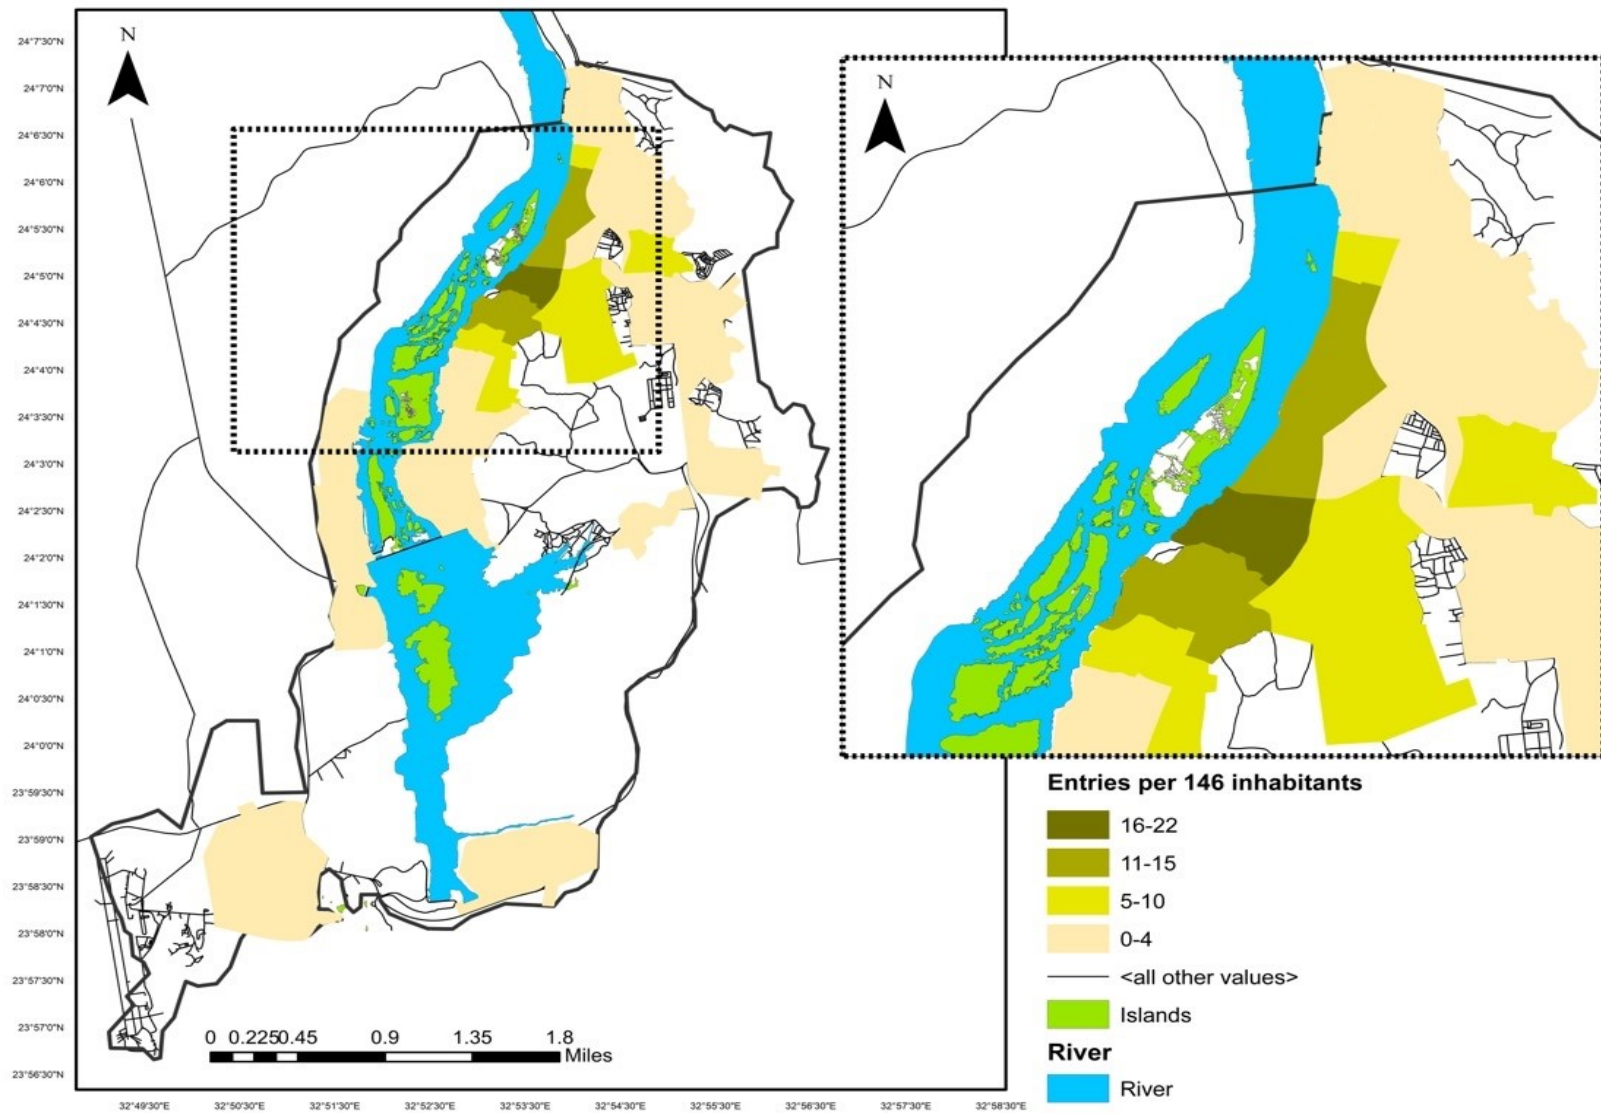 N
N
24°7'30"N
24°7'0"N
24°6'30"N
24°6'0"N
24°5'30"N
24°5'0"N
24°4'30"N
24°4'0"N
24°3'30"N
24°3'0"N
24°2'30"N
24°2'0"N
24°1'30"N
24°1'0"N
24°0'30"N
24°0'0"N
23°59'30"N
23°59'0"N
23°58'30"N
23°58'0"N
23°57'30"N
23°57'0"N
23°56'30"N
Entries per 146 inhabitants
16-22
11-15
5-10
0-4
<all other values>
Islands
River
River
0 0.225 0.45 0.9 1.35 1.8
Miles
32°49'30"E 32°50'30"E 32°51'30"E 32°52'30"E 32°53'30"E 32°54'30"E 32°55'30"E 32°56'30"E 32°57'30"E 32°58'30"E